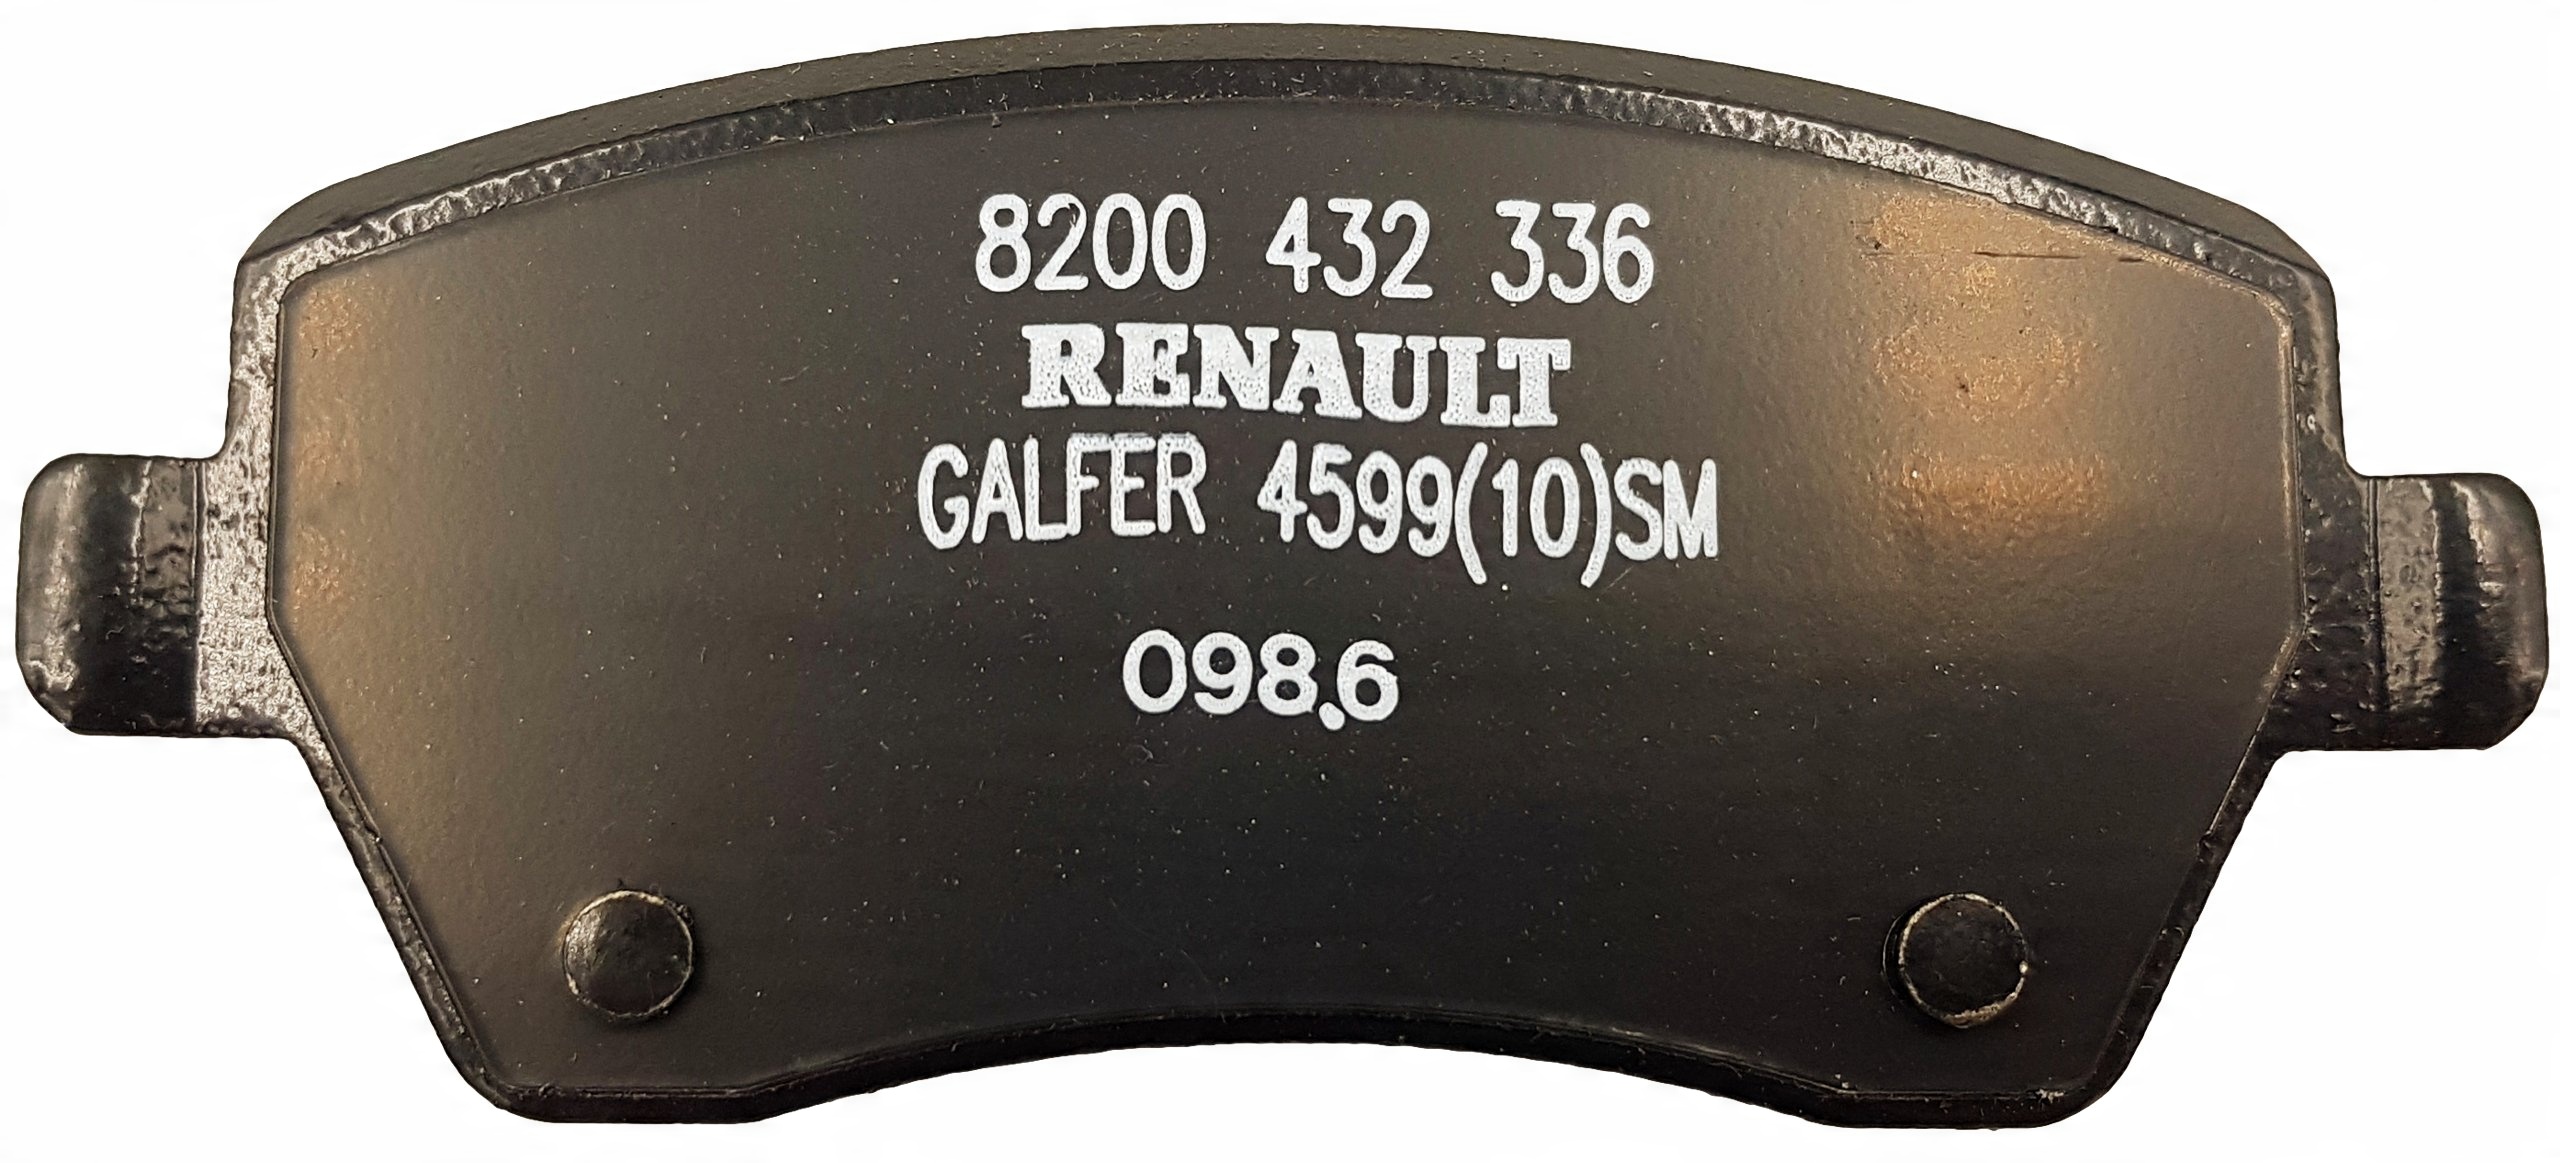 8200 432 336
RENAULT
GALFER 4599(10)SM
098.6